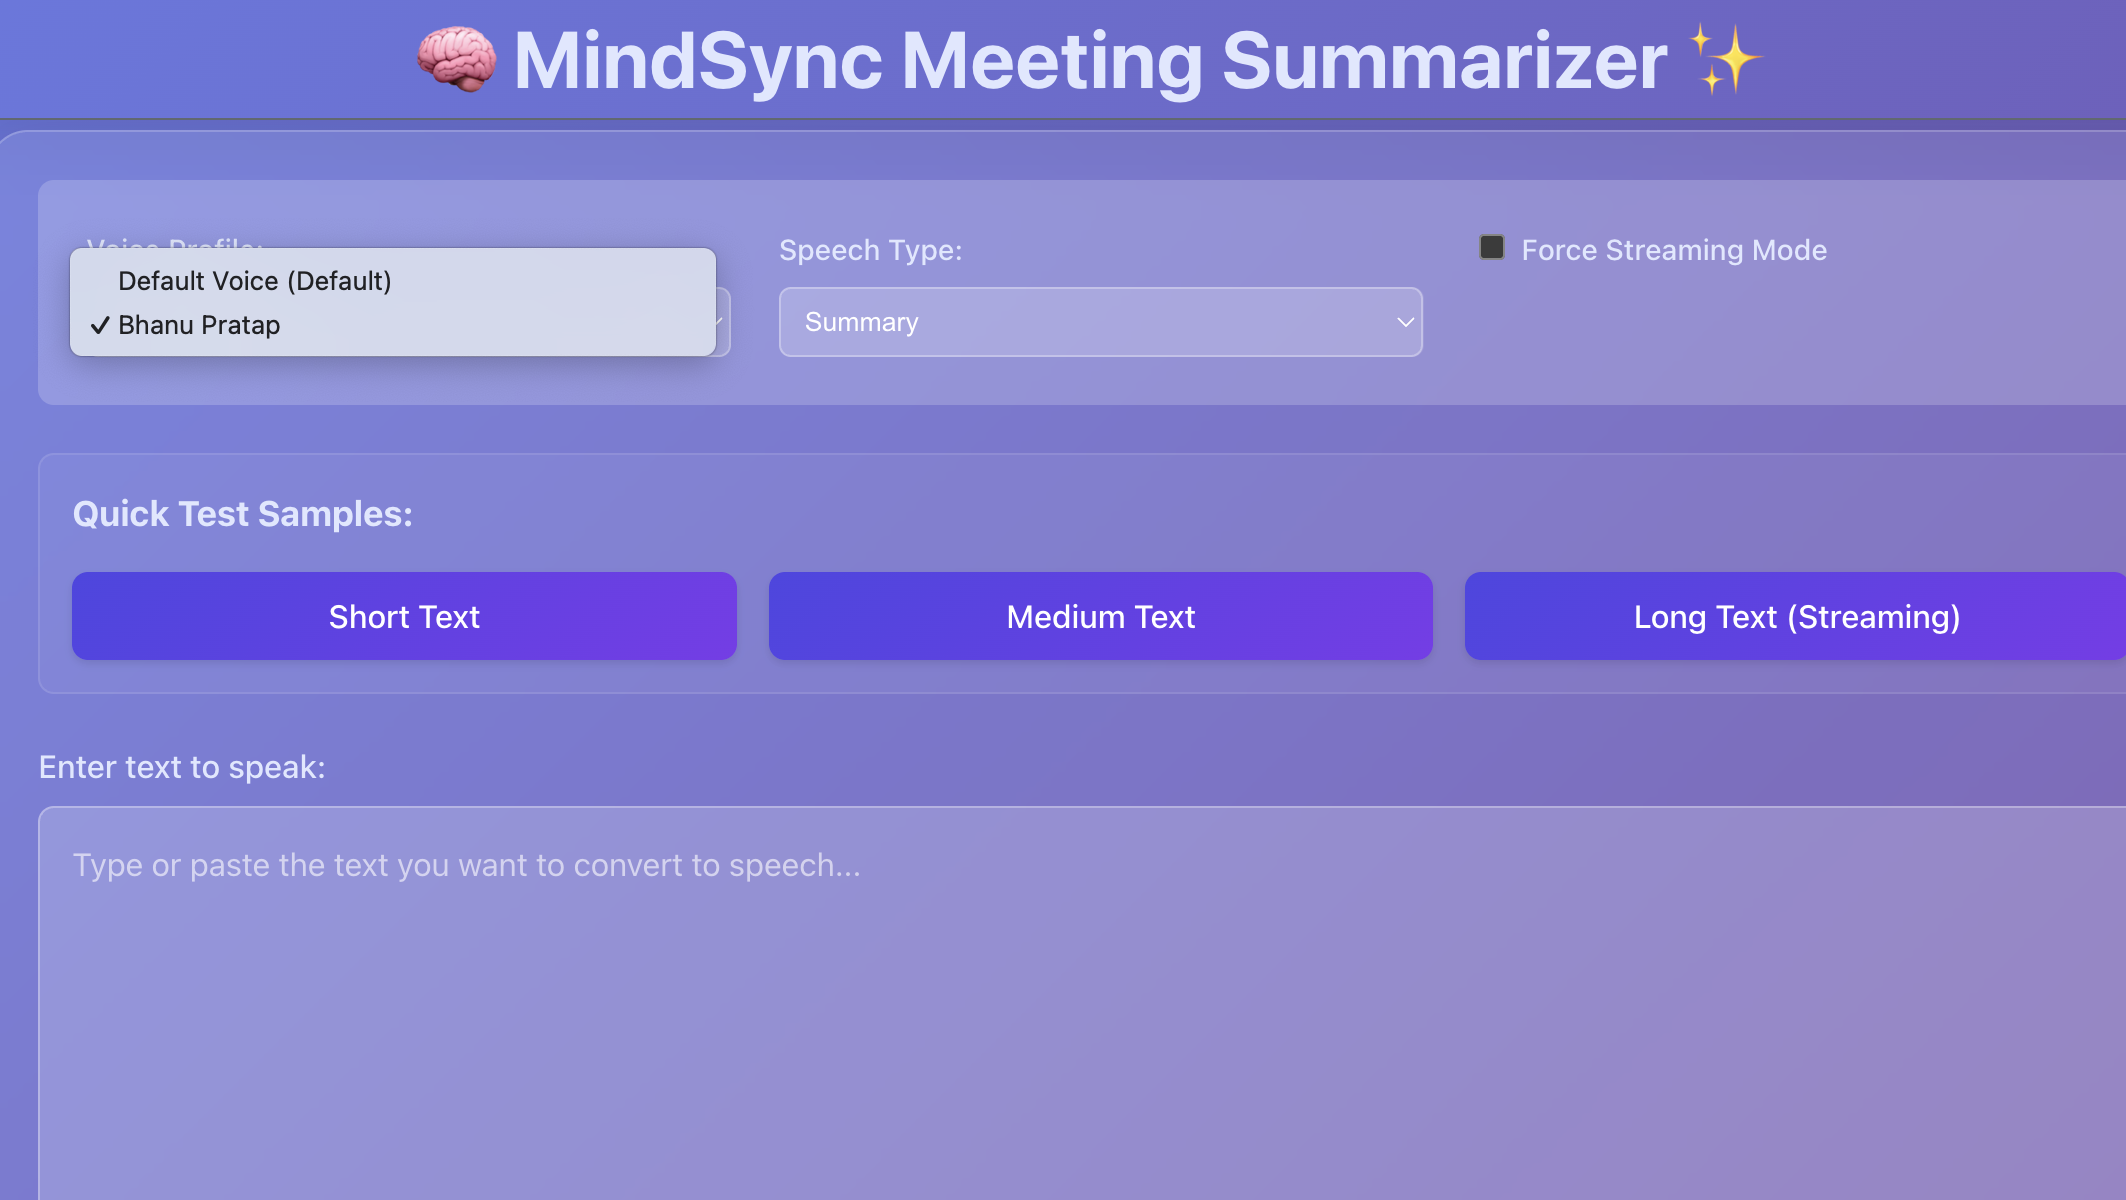 🧠 MindSync Meeting Summarizer ✨
Voice Profile:
Default Voice (Default)
✓ Bhanu Pratap
Speech Type:
Summary
Force Streaming Mode
Quick Test Samples:
Short Text
Medium Text
Long Text (Streaming)
Enter text to speak:
Type or paste the text you want to convert to speech...